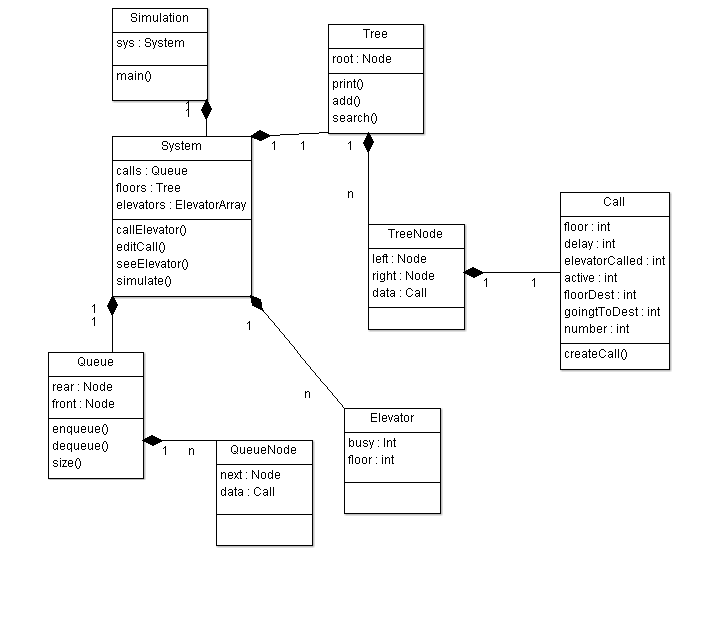 Simulation
sys : System
main()
1
1
Tree
root : Node
print()
add()
search()
1
n
System
calls : Queue
floors : Tree
elevators : ElevatorArray
callElevator()
editCall()
seeElevator()
simulate()
1
1
TreeNode
left : Node
right : Node
data : Call
1
1
Call
floor : int
delay : int
elevatorCalled : int
active : int
floorDest : int
goingtToDest : int
number : int
createCall()
1
1
1
n
Queue
rear : Node
front : Node
enqueue()
dequeue()
size()
1
n
QueueNode
next : Node
data : Call
Elevator
busy : Int
floor : int